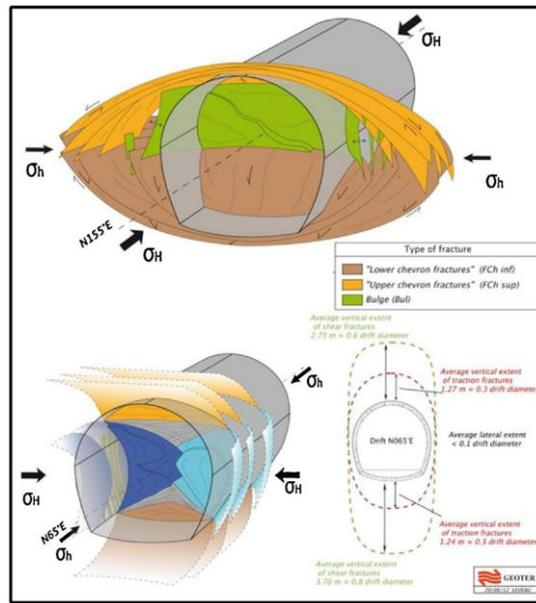 σH
σh
σh
N155°E
σH
Type of fracture
"Lower chevron fractures" (FCh inf)
"Upper chevron fractures" (FCh sup)
Bulge (Bul)
σh
σH
σH
N65°E
σh
Average vertical extent
of shear fractures
2.75 m = 0.6 drift diameter
Average vertical extent
of traction fractures
1.27 m = 0.3 drift diameter
Drift N065°E
Average lateral extent
< 0.1 drift diameter
Average vertical extent
of traction fractures
1.24 m = 0.3 drift diameter
Average vertical extent
of shear fractures
3.70 m = 0.8 drift diameter
GEOTER